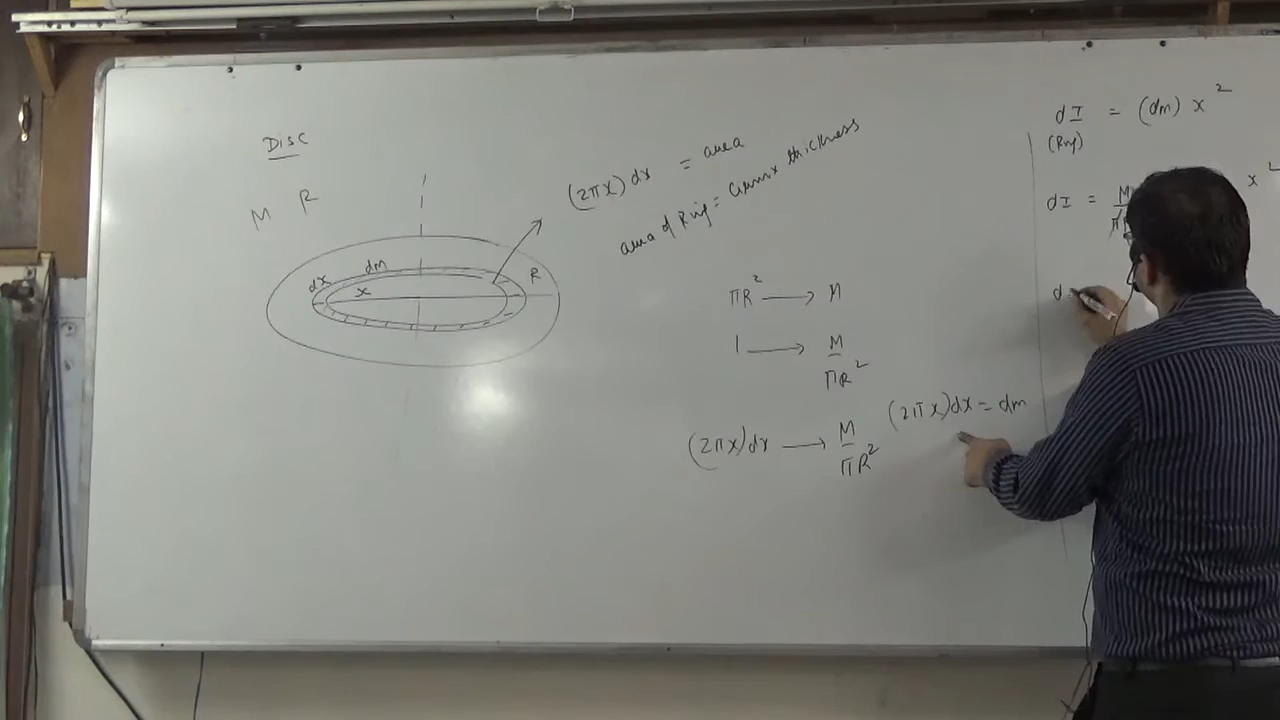 Disc
M R
dx
dm
x
R
(2πx) dx = area
area of Ring = Circum x thickness
πR² → M
1 → M/πR²
(2πx)dx → M/πR² (2πx)dx = dm
dI = (dm) x²
(Ring)
dI = M x²
d